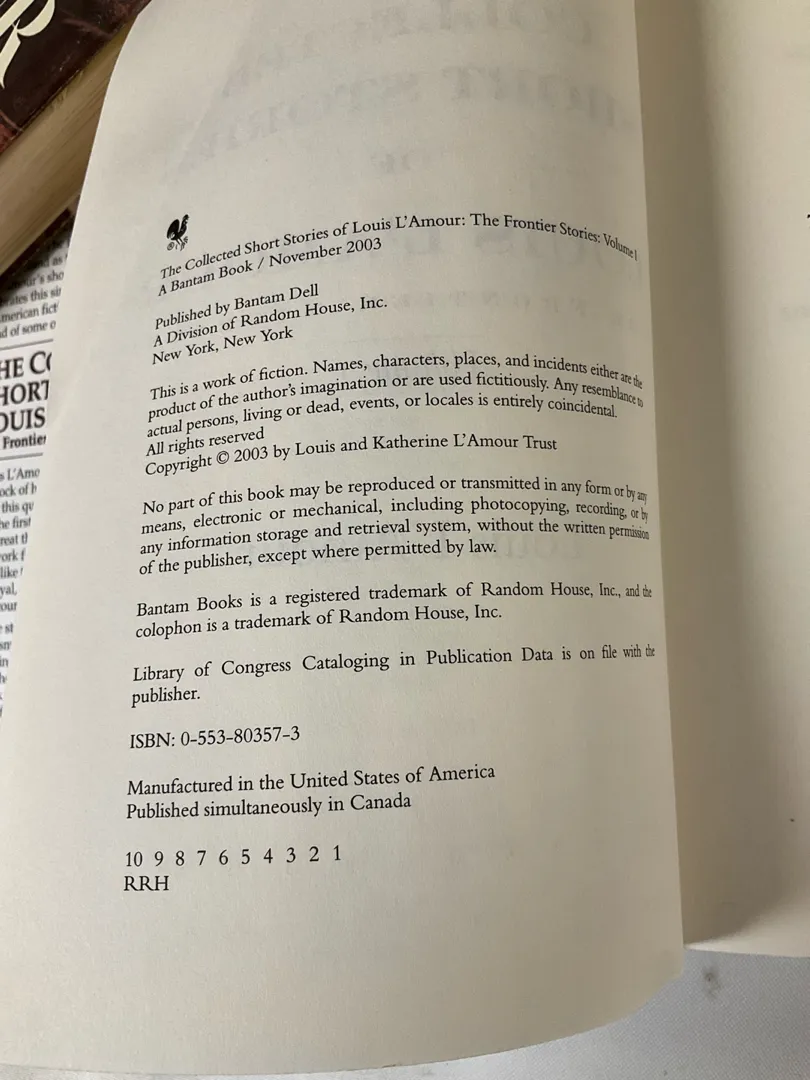 The Collected Short Stories of Louis L'Amour: The Frontier Stories: Volume I
A Bantam Book / November 2003
Published by Bantam Dell
A Division of Random House, Inc.
New York, New York
This is a work of fiction. Names, characters, places, and incidents either are the
product of the author's imagination or are used fictitiously. Any resemblance to
actual persons, living or dead, events, or locales is entirely coincidental.
All rights reserved
Copyright © 2003 by Louis and Katherine L'Amour Trust
No part of this book may be reproduced or transmitted in any form or by any
means, electronic or mechanical, including photocopying, recording, or by
any information storage and retrieval system, without the written permission
of the publisher, except where permitted by law.
Bantam Books is a registered trademark of Random House, Inc., and the
colophon is a trademark of Random House, Inc.
Library of Congress Cataloging in Publication Data is on file with the
publisher.
ISBN: 0-553-80357-3
Manufactured in the United States of America
Published simultaneously in Canada
10 9 8 7 6 5 4 3 2 1
RRH
OUIS
Frontier